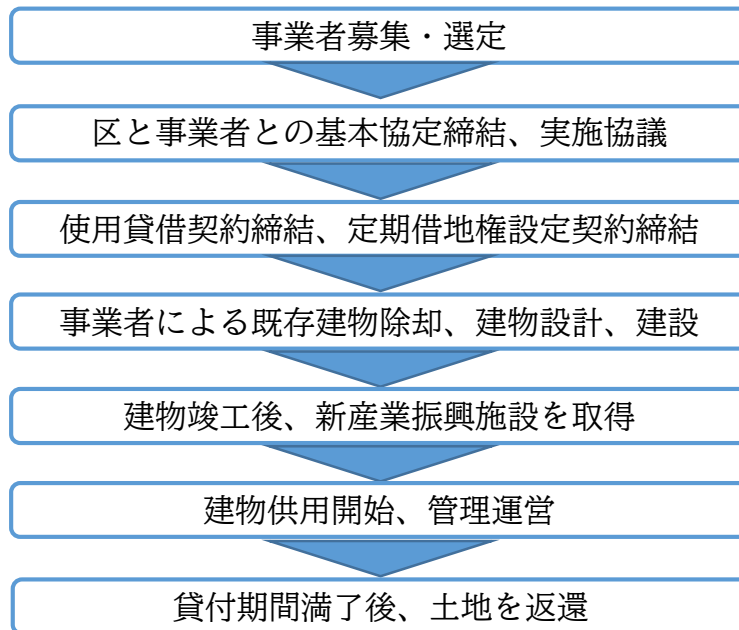 事業者募集・選定
区と事業者との基本協定締結、実施協議
使用貸借契約締結、定期借地権設定契約締結
事業者による既存建物除却、建物設計、建設
建物竣工後、新産業振興施設を取得
建物供用開始、管理運営
貸付期間満了後、土地を返還